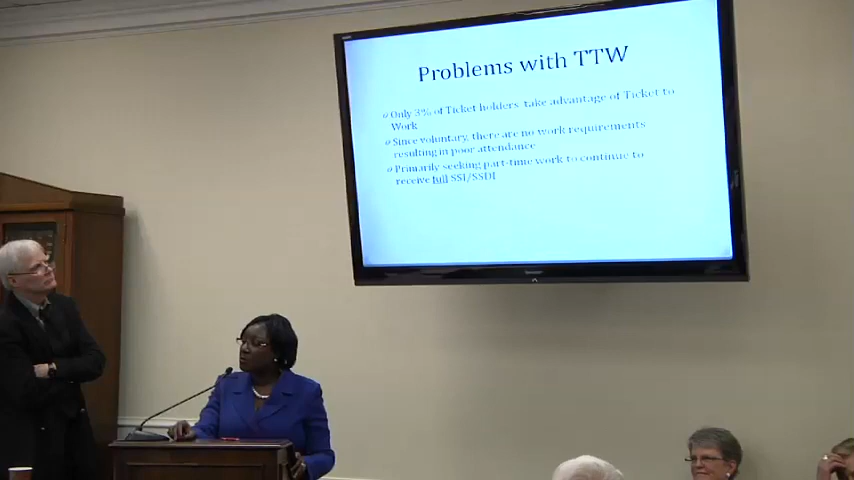 Problems with TTW
Only 3% of Ticket holders take advantage of Ticket to
Work
Since voluntary, there are no work requirements
resulting in poor attendance
Primarily seeking part-time work to continue to
receive full SSI/SSDI
SHARP